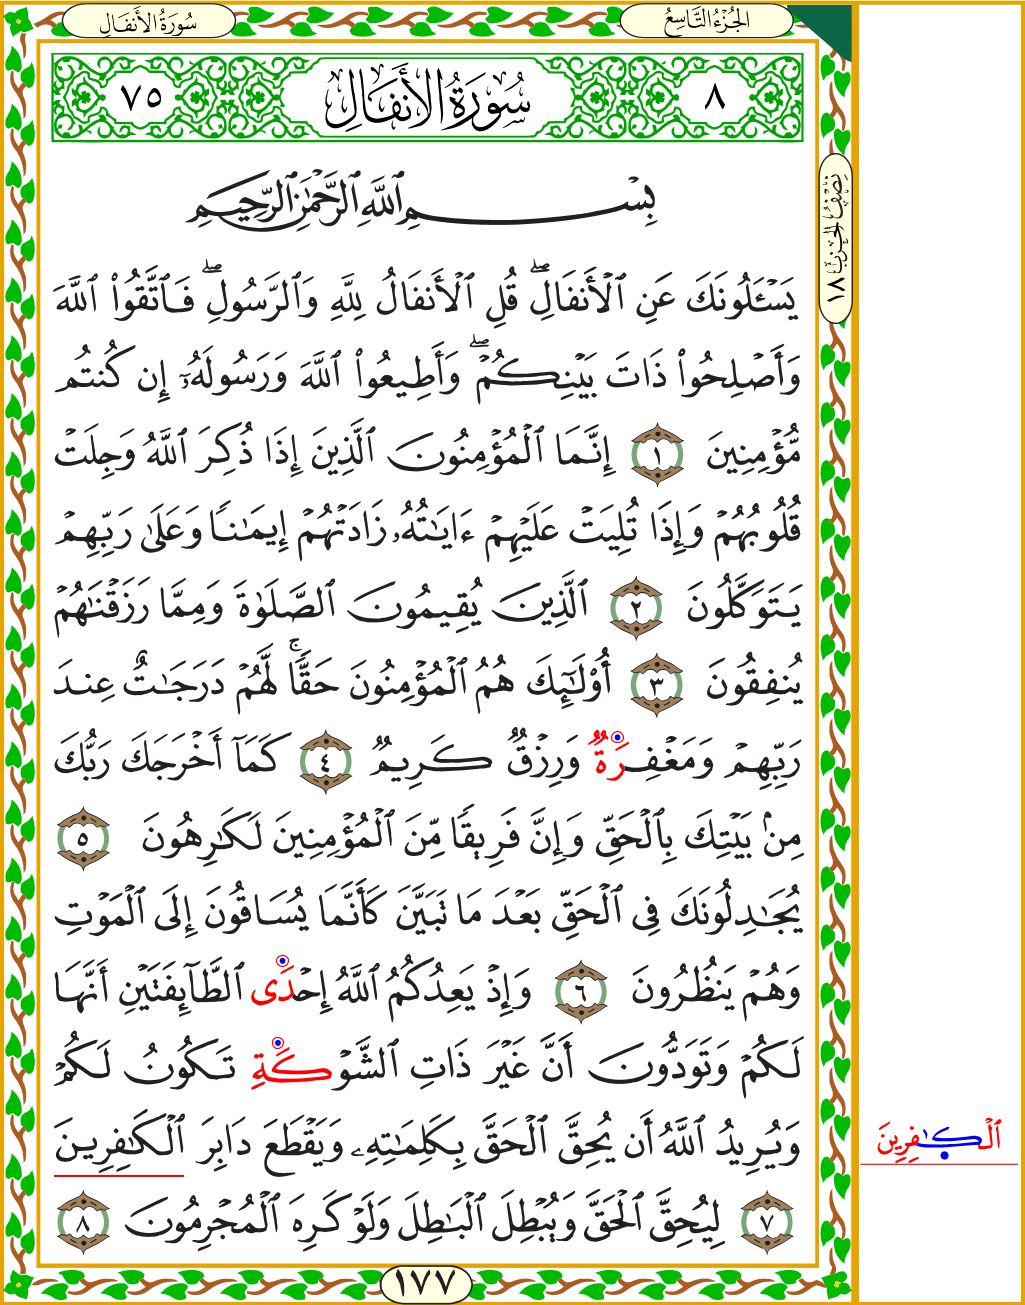 الجُزْءُ التَّاسِعُ
سُورَةُ الأَنفَالِ
٨ سُورَةُ الأَنفَالِ ٧٥
نِصْفُ الحِزْبِ ١٨
بِسْمِ ٱللَّهِ ٱلرَّحْمَٰنِ ٱلرَّحِيمِ
يَسْـَٔلُونَكَ عَنِ ٱلْأَنفَالِۖ قُلِ ٱلْأَنفَالُ لِلَّهِ وَٱلرَّسُولِۖ فَٱتَّقُوا۟ ٱللَّهَ
وَأَصْلِحُوا۟ ذَاتَ بَيْنِكُمْۖ وَأَطِيعُوا۟ ٱللَّهَ وَرَسُولَهُۥٓ إِن كُنتُم
مُّؤْمِنِينَ ١ إِنَّمَا ٱلْمُؤْمِنُونَ ٱلَّذِينَ إِذَا ذُكِرَ ٱللَّهُ وَجِلَتْ
قُلُوبُهُمْ وَإِذَا تُلِيَتْ عَلَيْهِمْ ءَايَٰتُهُۥ زَادَتْهُمْ إِيمَٰنًا وَعَلَىٰ رَبِّهِمْ
يَتَوَكَّلُونَ ٢ ٱلَّذِينَ يُقِيمُونَ ٱلصَّلَوٰةَ وَمِمَّا رَزَقْنَٰهُمْ
يُنفِقُونَ ٣ أُو۟لَٰٓئِكَ هُمُ ٱلْمُؤْمِنُونَ حَقًّاۚ لَّهُمْ دَرَجَٰتٌ عِندَ
رَبِّهِمْ وَمَغْفِرَةٌ وَرِزْقٌ كَرِيمٌ ٤ كَمَآ أَخْرَجَكَ رَبُّكَ
مِنۢ بَيْتِكَ بِٱلْحَقِّ وَإِنَّ فَرِيقًا مِّنَ ٱلْمُؤْمِنِينَ لَكَٰرِهُونَ ٥
يُجَٰدِلُونَكَ فِى ٱلْحَقِّ بَعْدَ مَا تَبَيَّنَ كَأَنَّمَا يُسَاقُونَ إِلَى ٱلْمَوْتِ
وَهُمْ يَنظُرُونَ ٦ وَإِذْ يَعِدُكُمُ ٱللَّهُ إِحْدَى ٱلطَّآئِفَتَيْنِ أَنَّهَا
لَكُمْ وَتَوَدُّونَ أَنَّ غَيْرَ ذَاتِ ٱلشَّوْكَةِ تَكُونُ لَكُمْ
وَيُرِيدُ ٱللَّهُ أَن يُحِقَّ ٱلْحَقَّ بِكَلِمَٰتِهِۦ وَيَقْطَعَ دَابِرَ ٱلْكَٰفِرِينَ
ٱلْكَٰفِرِينَ
٧ لِيُحِقَّ ٱلْحَقَّ وَيُبْطِلَ ٱلْبَٰطِلَ وَلَوْ كَرِهَ ٱلْمُجْرِمُونَ ٨
١٧٧